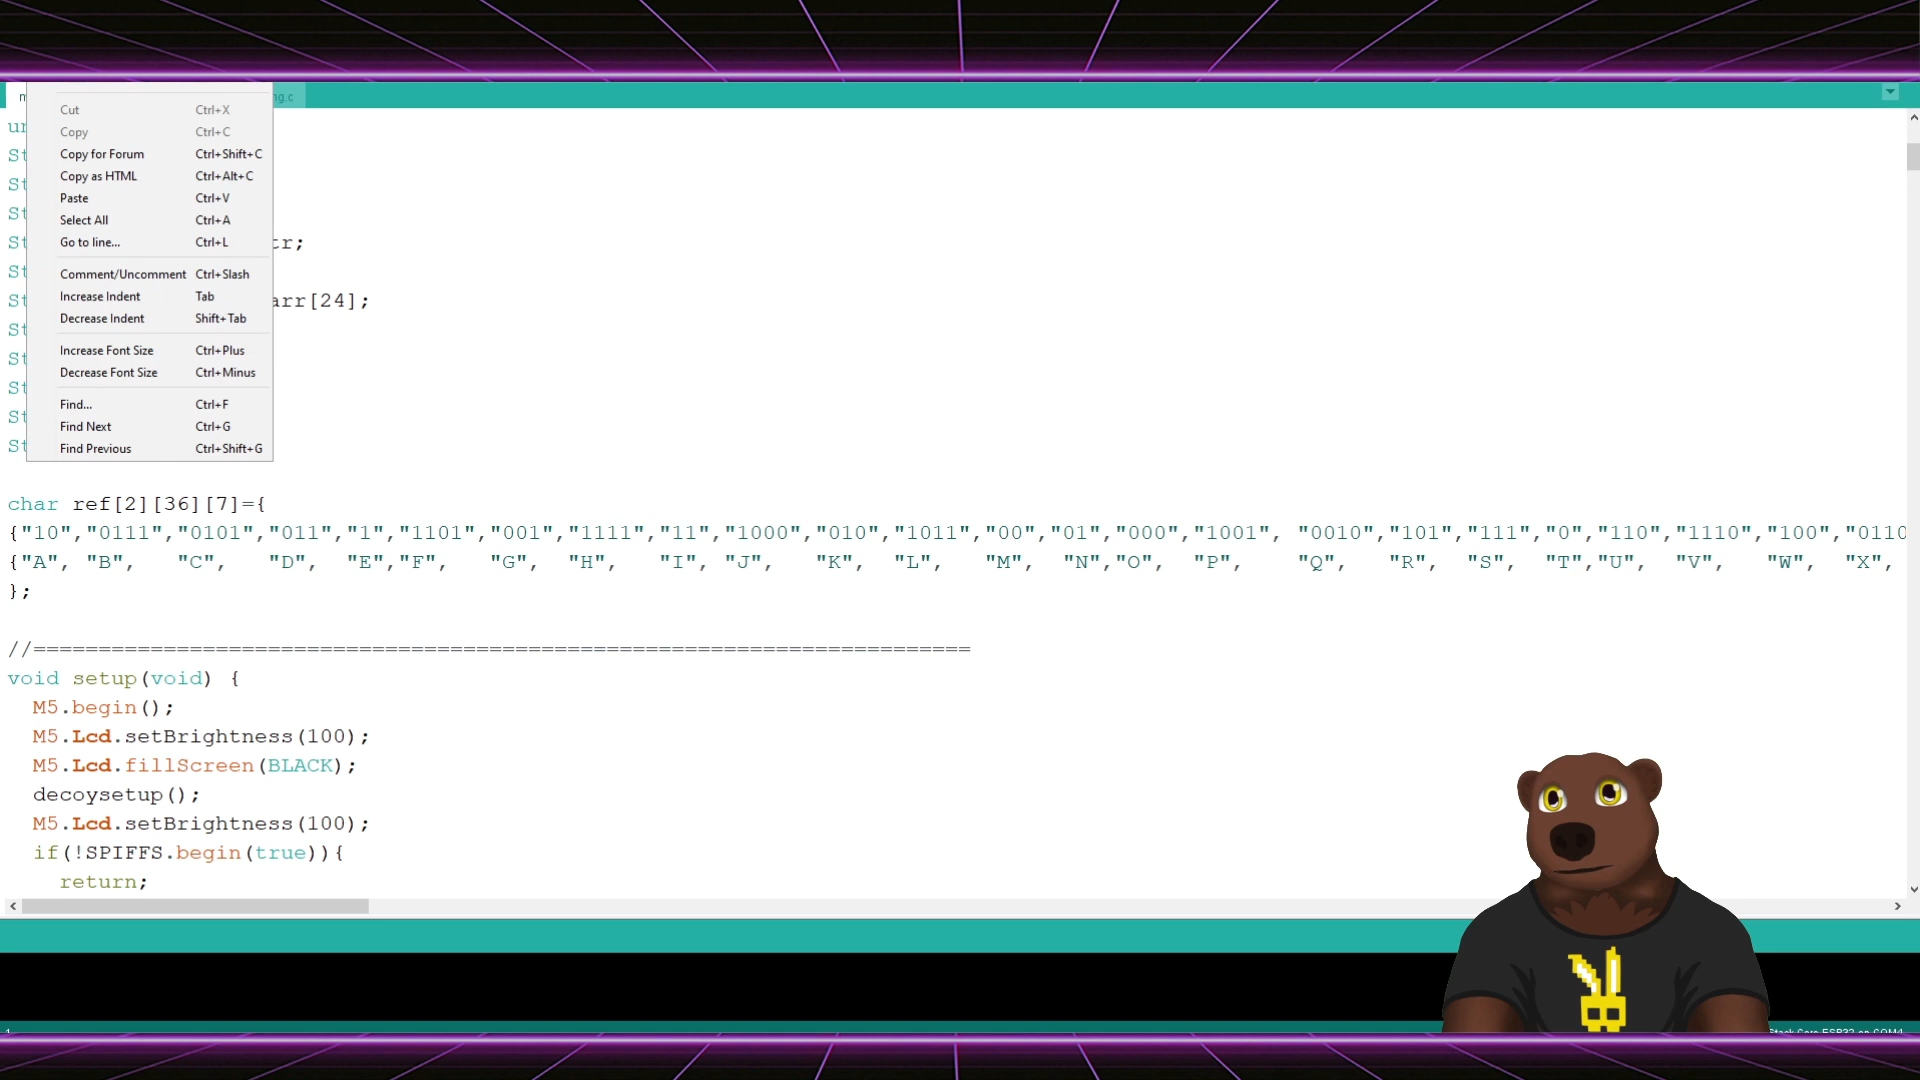 Cut Ctrl+X
Copy Ctrl+C
Copy for Forum Ctrl+Shift+C
Copy as HTML Ctrl+Alt+C
Paste Ctrl+V
Select All Ctrl+A
Go to line... Ctrl+L
Comment/Uncomment Ctrl+Slash
Increase Indent Tab
Decrease Indent Shift+Tab
Increase Font Size Ctrl+Plus
Decrease Font Size Ctrl+Minus
Find... Ctrl+F
Find Next Ctrl+G
Find Previous Ctrl+Shift+G
arr[24];
char ref[2][36][7]={
{"10","0111","0101","011","1","1101","001","1111","11","1000","010","1011","00","01","000","1001", "0010","101","111","0","110","1110","100","0110
{"A", "B", "C", "D", "E","F", "G", "H", "I", "J", "K", "L", "M", "N","O", "P", "Q", "R", "S", "T","U", "V", "W", "X",
};
//========================================================================
void setup(void) {
M5.begin();
M5.Lcd.setBrightness(100);
M5.Lcd.fillScreen(BLACK);
decoysetup();
M5.Lcd.setBrightness(100);
if(!SPIFFS.begin(true)){
return;